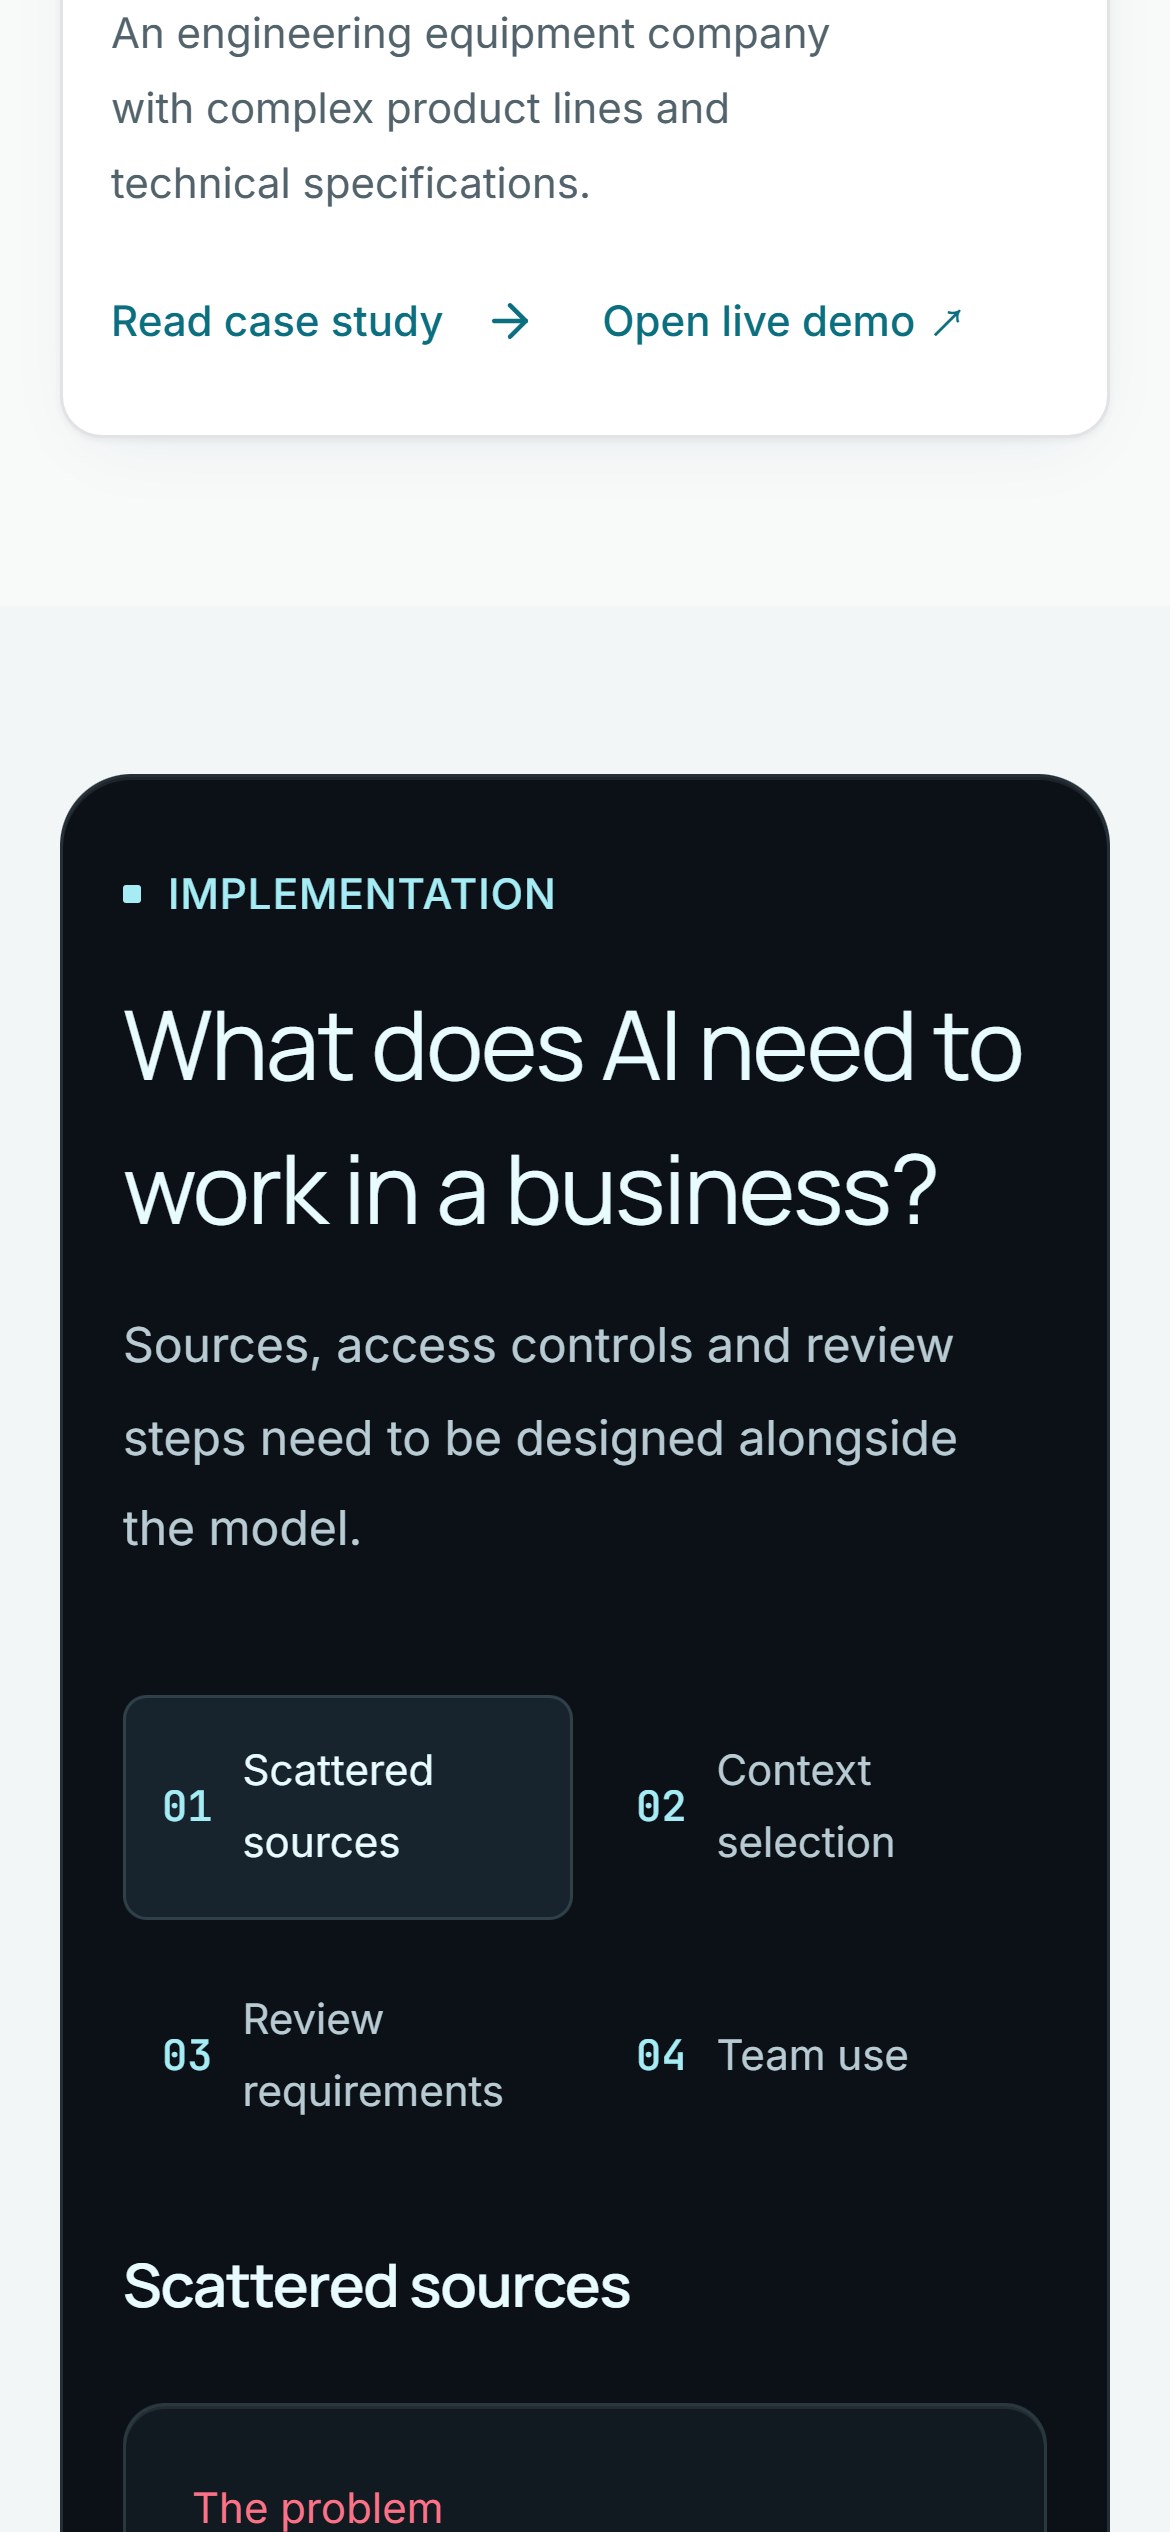 An engineering equipment company
with complex product lines and
technical specifications.
Read case study → Open live demo ↗
IMPLEMENTATION
What does AI need to
work in a business?
Sources, access controls and review
steps need to be designed alongside
the model.
01 Scattered
sources
02 Context
selection
03 Review
requirements
04 Team use
Scattered sources
The problem